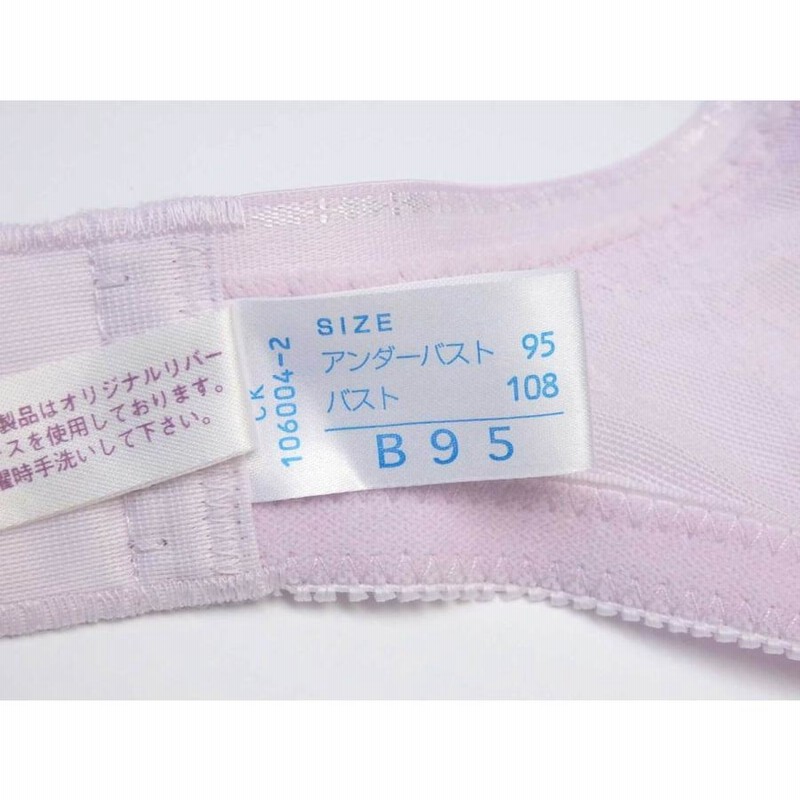 SIZE
アンダーバスト 95
バスト 108
B95
CK
106004-2
製品はオリジナルリバー
スを使用しております。
濯時手洗いして下さい。